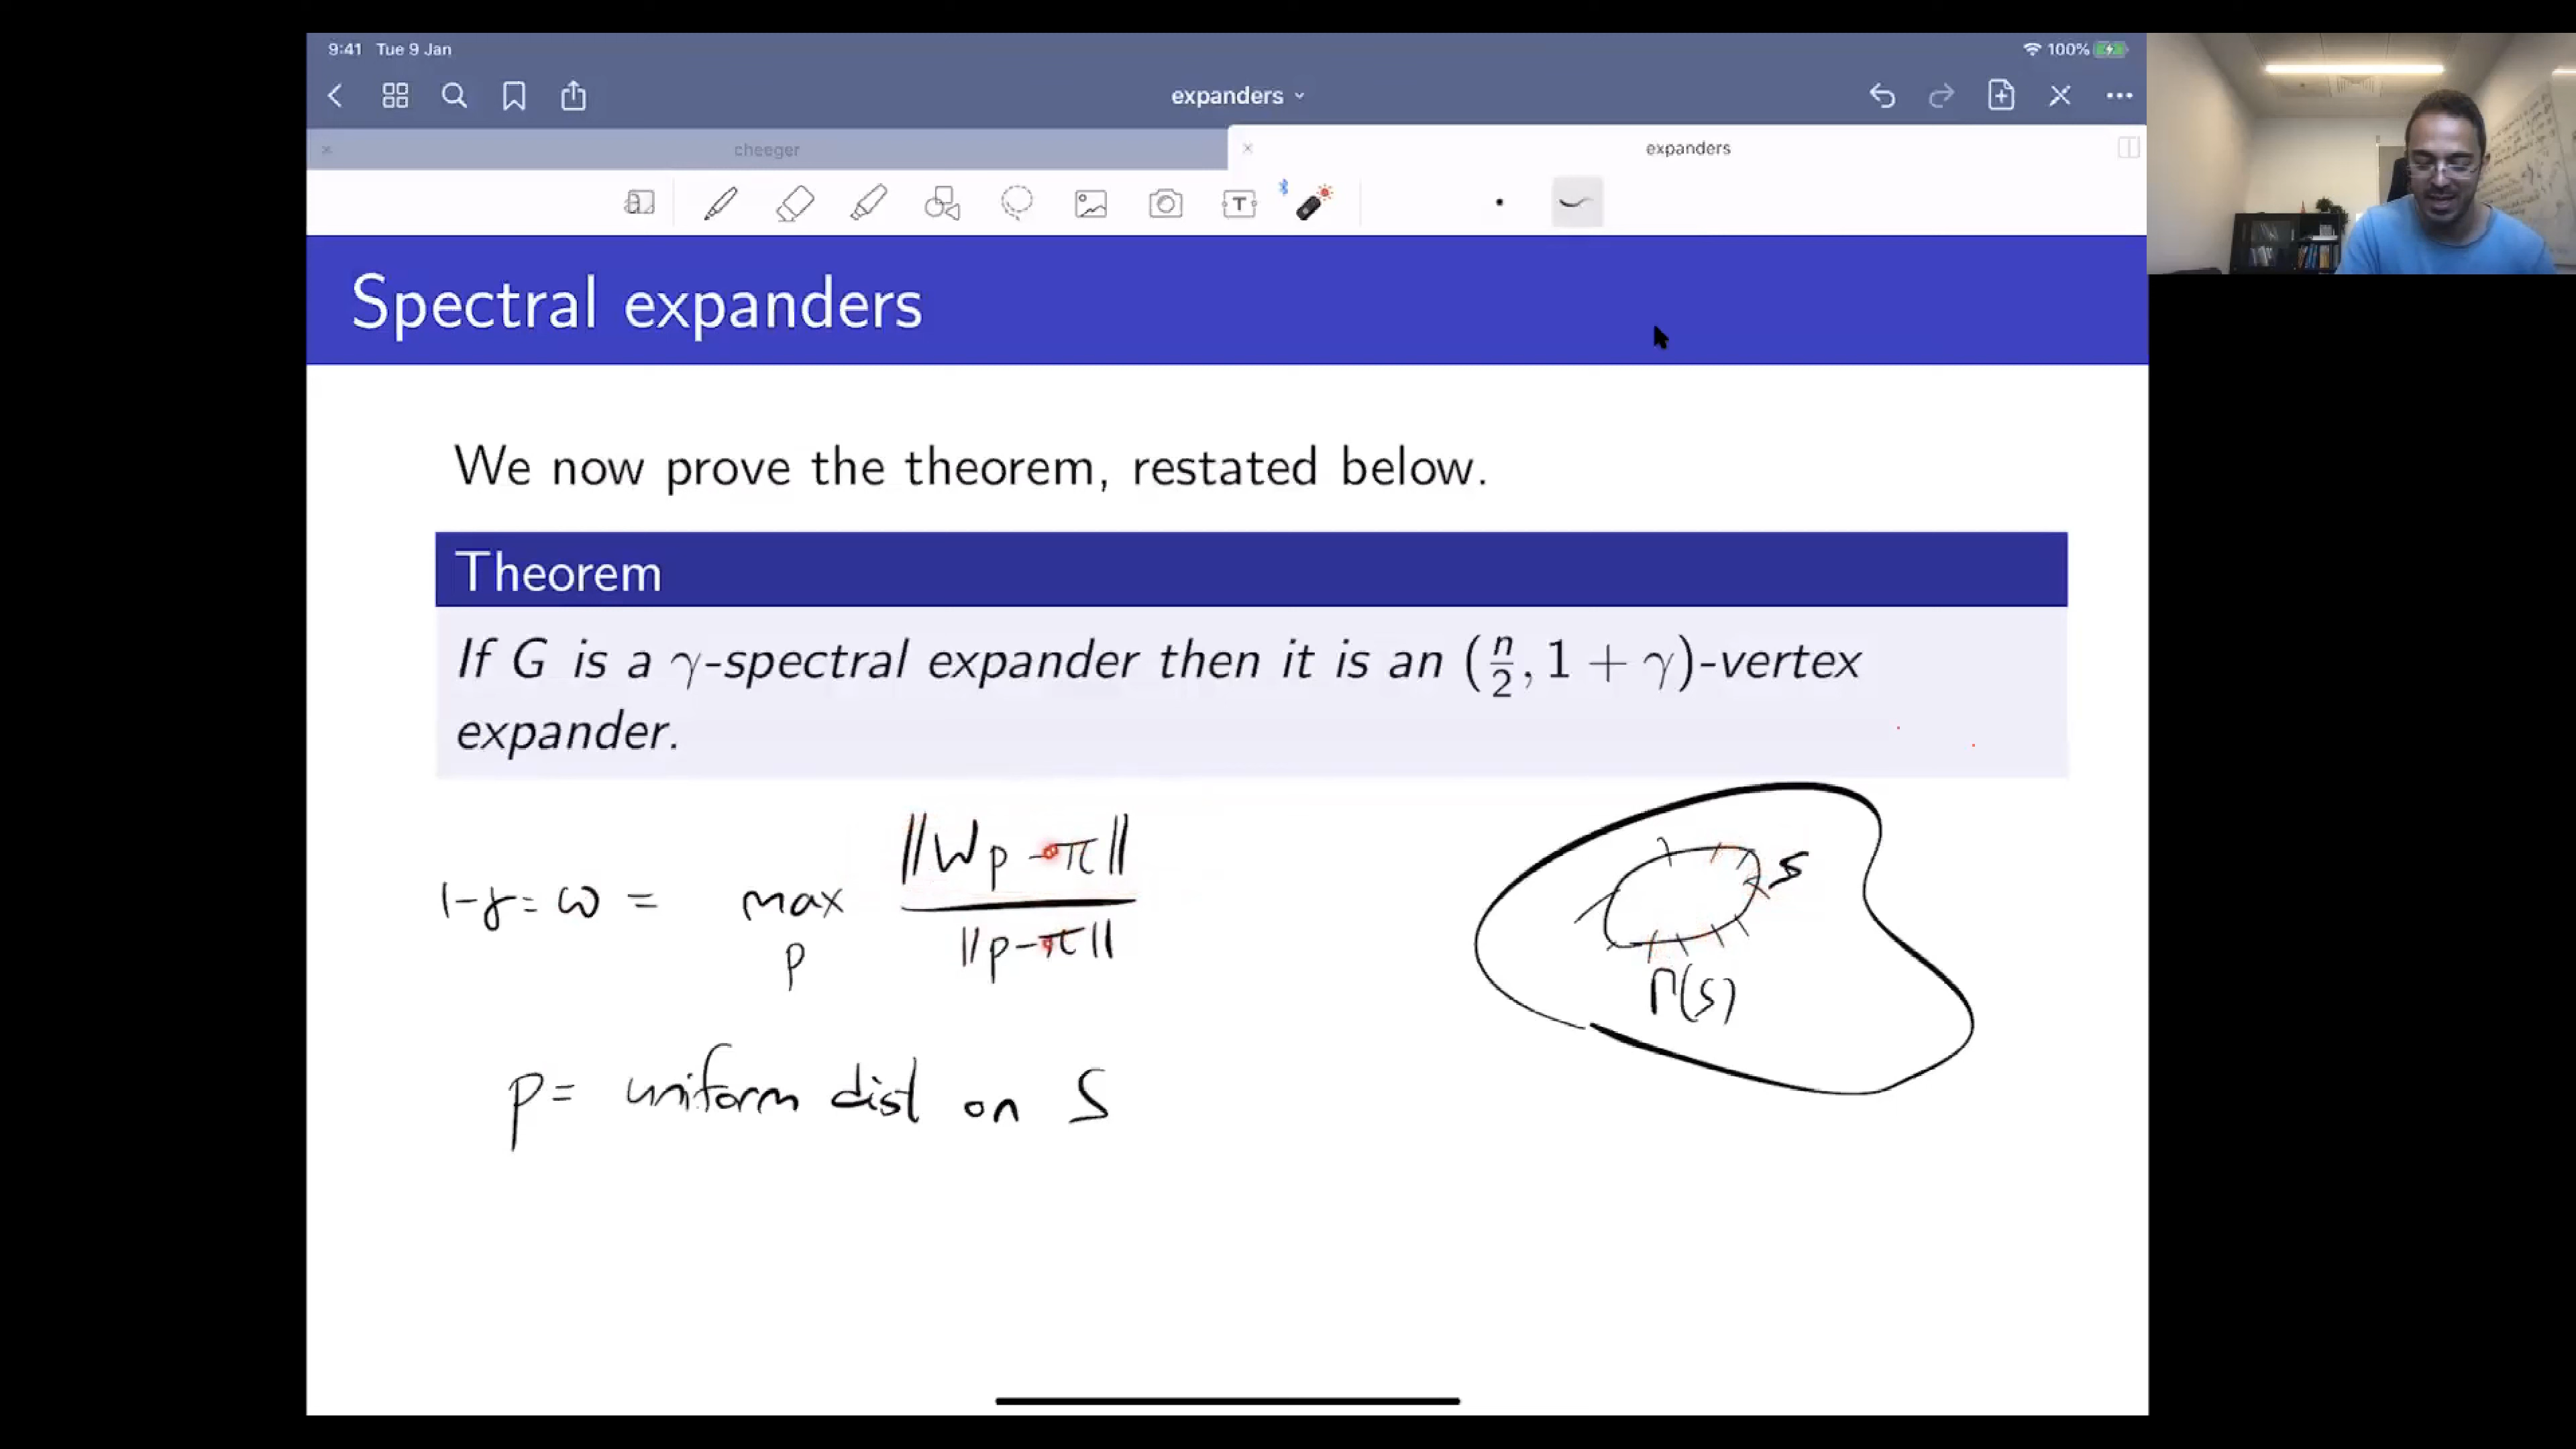 9:41 Tue 9 Jan
100%
expanders
cheeger
expanders
Spectral expanders
We now prove the theorem, restated below.
Theorem
If G is a γ-spectral expander then it is an (n/2, 1 + γ)-vertex
expander.
1-γ = ω = max_p ||Wp - π|| / ||p - π||
S
Γ(S)
p = uniform dist on S